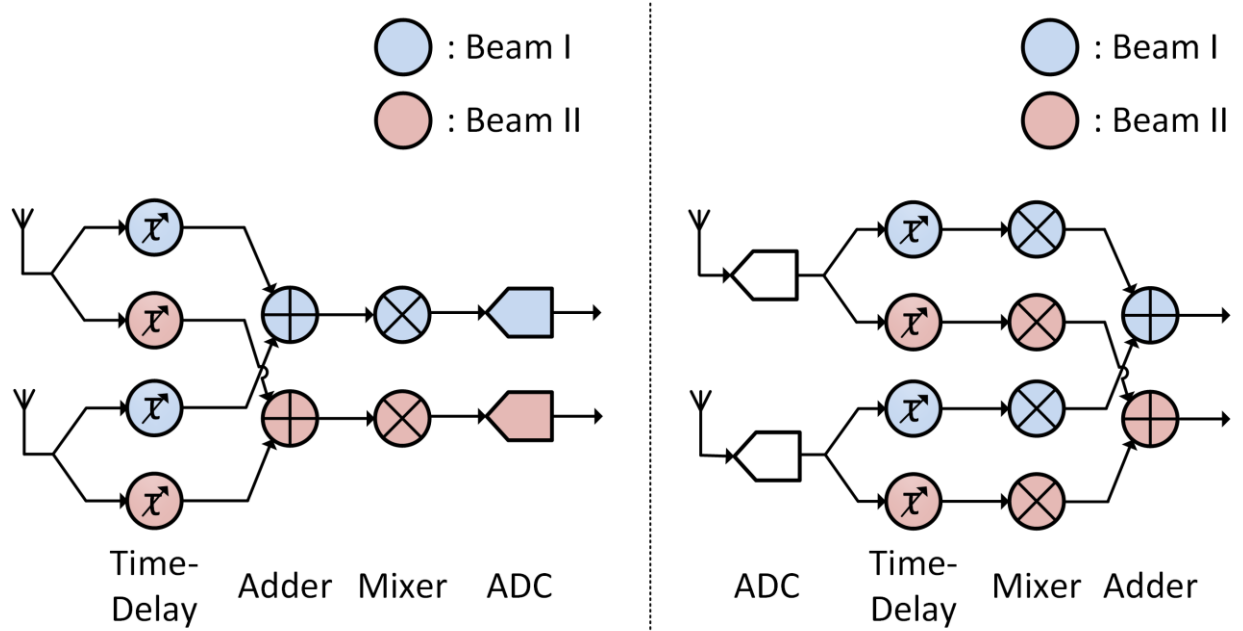 : Beam I
: Beam II
: Beam I
: Beam II
τ
τ
τ
τ
τ
τ
τ
τ
Time-
Delay
Adder
Mixer
ADC
ADC
Time-
Delay
Mixer
Adder